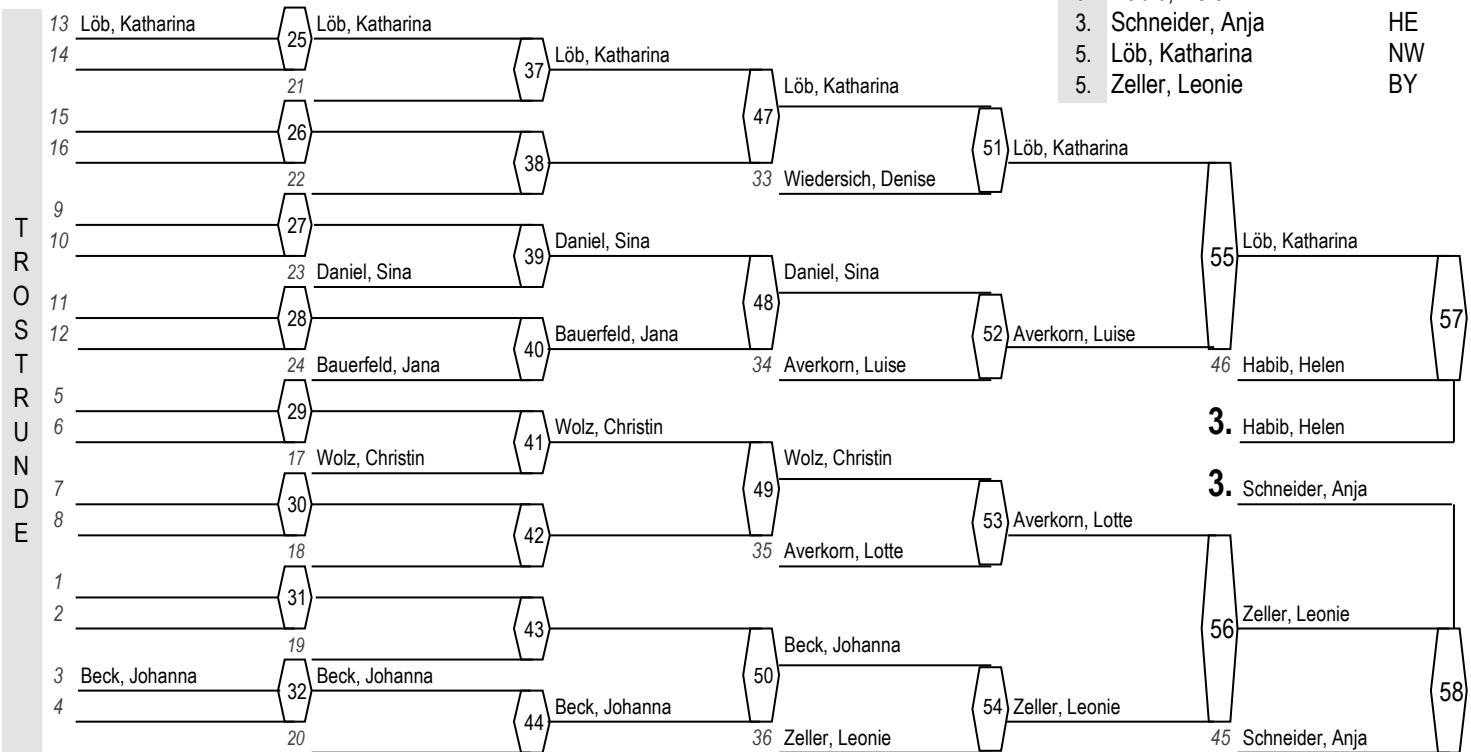 3. Schneider, Anja HE
5. Löb, Katharina NW
5. Zeller, Leonie BY
TROSTRUNDE
13 Löb, Katharina 25 Löb, Katharina
14
37 Löb, Katharina
21
47 Löb, Katharina
15
26
16
38
51 Löb, Katharina
22
33 Wiedersich, Denise
9
27
10
39 Daniel, Sina
55 Löb, Katharina
23 Daniel, Sina
48 Daniel, Sina
11
28
12
40 Bauerfeld, Jana
52 Averkorn, Luise
57
24 Bauerfeld, Jana
34 Averkorn, Luise
46 Habib, Helen
5
29
6
41 Wolz, Christin
3. Habib, Helen
17 Wolz, Christin
49 Wolz, Christin
7
30
8
42
53 Averkorn, Lotte
3. Schneider, Anja
18
35 Averkorn, Lotte
1
31
2
43
56 Zeller, Leonie
19
50 Beck, Johanna
3 Beck, Johanna 32 Beck, Johanna
4
44 Beck, Johanna
54 Zeller, Leonie
58
20
36 Zeller, Leonie
45 Schneider, Anja